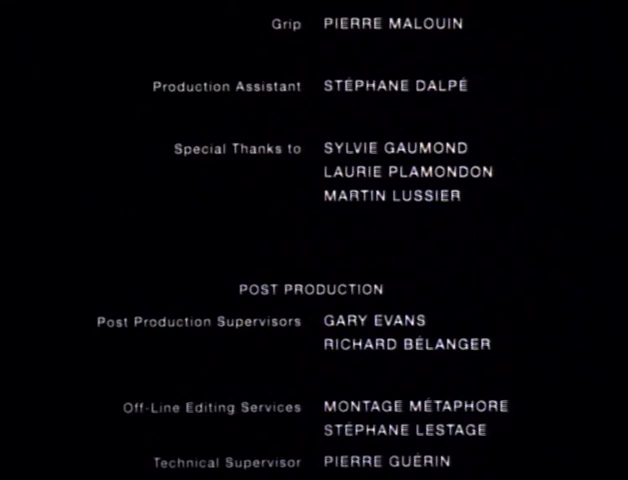 Grip PIERRE MALOUIN
Production Assistant STÉPHANE DALPÉ
Special Thanks to SYLVIE GAUMOND
LAURIE PLAMONDON
MARTIN LUSSIER
POST PRODUCTION
Post Production Supervisors GARY EVANS
RICHARD BÉLANGER
Off-Line Editing Services MONTAGE MÉTAPHORE
STÉPHANE LESTAGE
Technical Supervisor PIERRE GUÉRIN